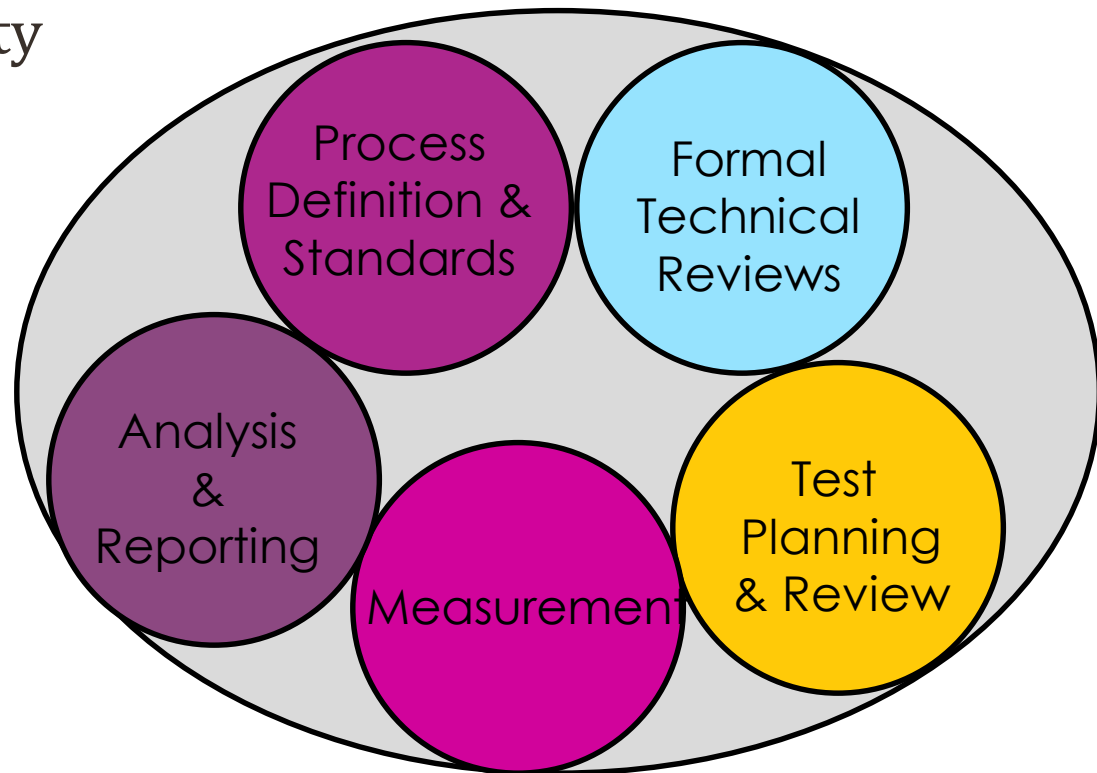 Process
Definition &
Standards
Formal
Technical
Reviews
Analysis
&
Reporting
Measurement
Test
Planning
& Review